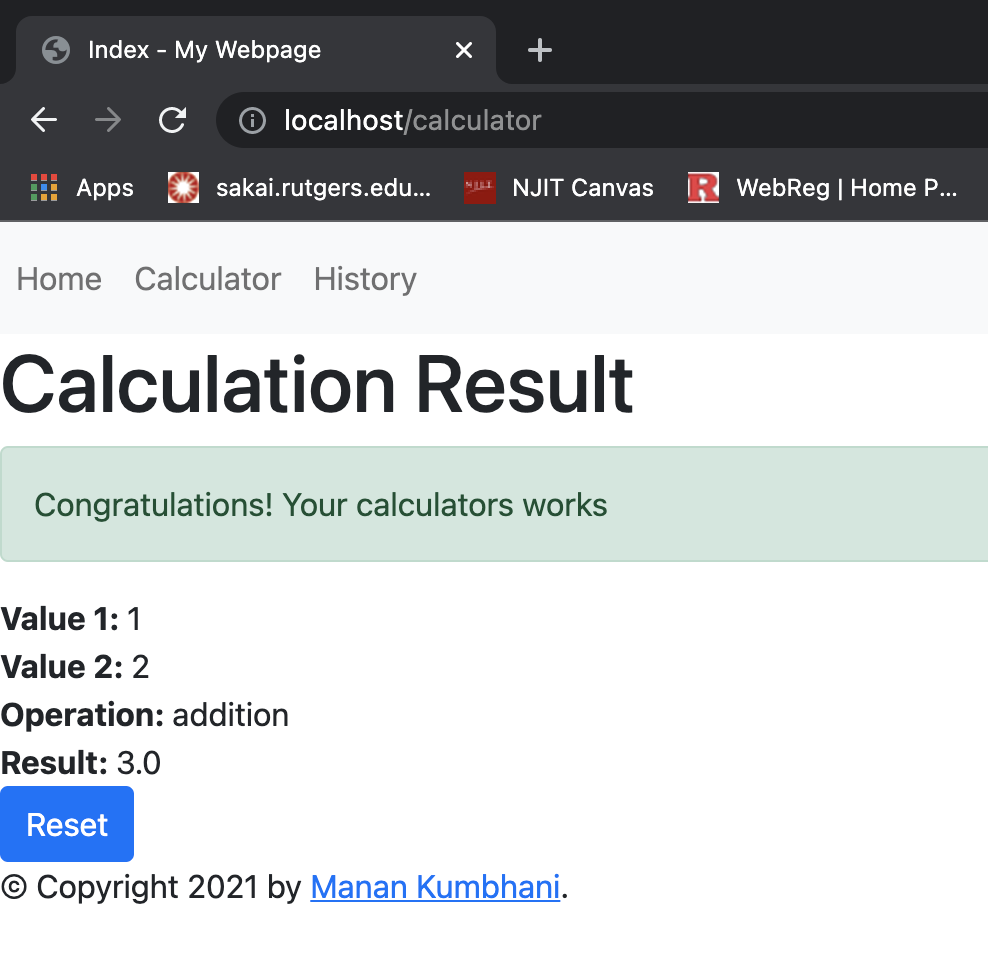 Index - My Webpage
localhost/calculator
Apps sakai.rutgers.edu... NJIT NJIT Canvas R WebReg | Home P...
Home Calculator History
Calculation Result
Congratulations! Your calculators works
Value 1: 1
Value 2: 2
Operation: addition
Result: 3.0
Reset
© Copyright 2021 by Manan Kumbhani.